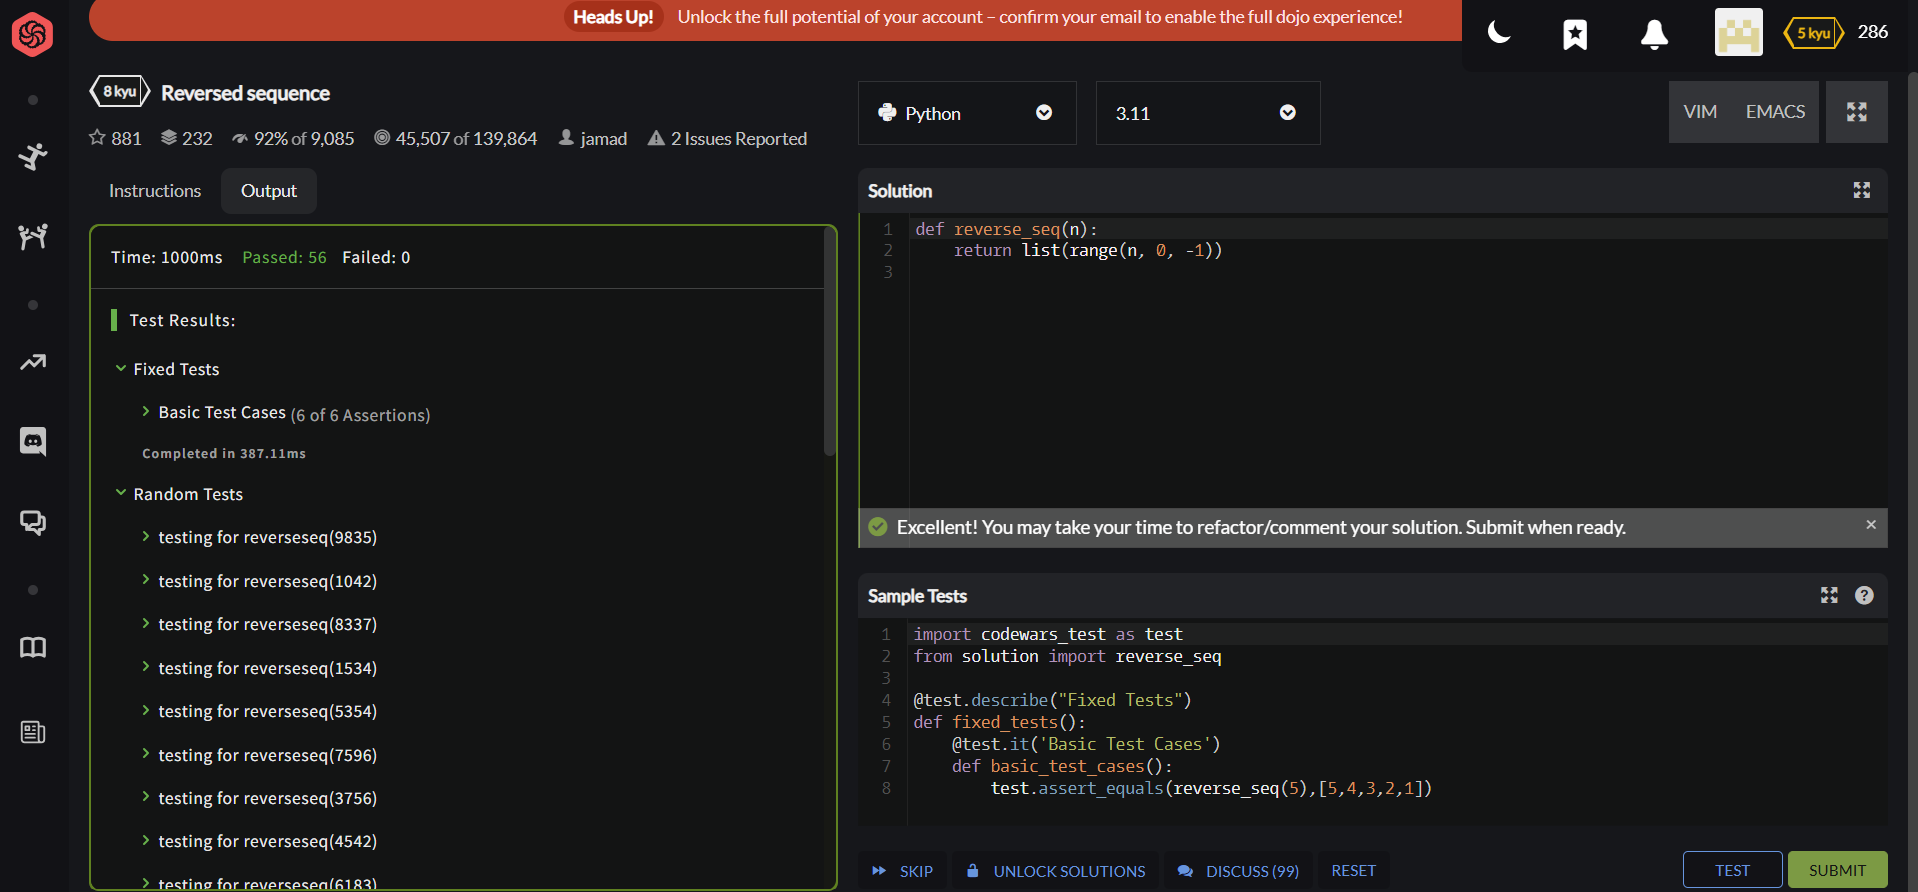 Heads Up! Unlock the full potential of your account – confirm your email to enable the full dojo experience!
5 kyu 286
8 kyu Reversed sequence
881 232 92% of 9,085 45,507 of 139,864 jamad 2 Issues Reported
Instructions Output
Time: 1000ms Passed: 56 Failed: 0
Test Results:
Fixed Tests
Basic Test Cases (6 of 6 Assertions)
Completed in 387.11ms
Random Tests
testing for reverseseq(9835)
testing for reverseseq(1042)
testing for reverseseq(8337)
testing for reverseseq(1534)
testing for reverseseq(5354)
testing for reverseseq(7596)
testing for reverseseq(3756)
testing for reverseseq(4542)
testing for reverseseq(6183)
Python 3.11 VIM EMACS
Solution
1 def reverse_seq(n):
2     return list(range(n, 0, -1))
3
Excellent! You may take your time to refactor/comment your solution. Submit when ready. ×
Sample Tests ?
1 import codewars_test as test
2 from solution import reverse_seq
3
4 @test.describe("Fixed Tests")
5 def fixed_tests():
6     @test.it('Basic Test Cases')
7     def basic_test_cases():
8         test.assert_equals(reverse_seq(5),[5,4,3,2,1])
SKIP UNLOCK SOLUTIONS DISCUSS (99) RESET TEST SUBMIT